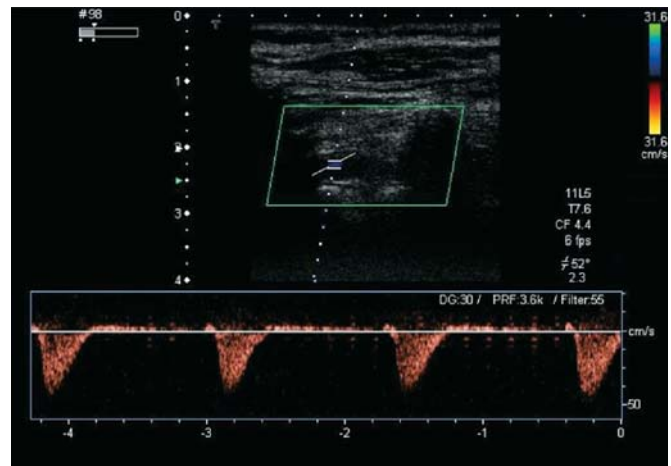 #98
0
31.6
1
2
31.6
cm/s
11L5
T7.6
CF 4.4
6 fps
3
52°
2.3
4
DG:30 / PRF:3.6k / Filter:55
cm/s
50
-4 -3 -2 -1 0